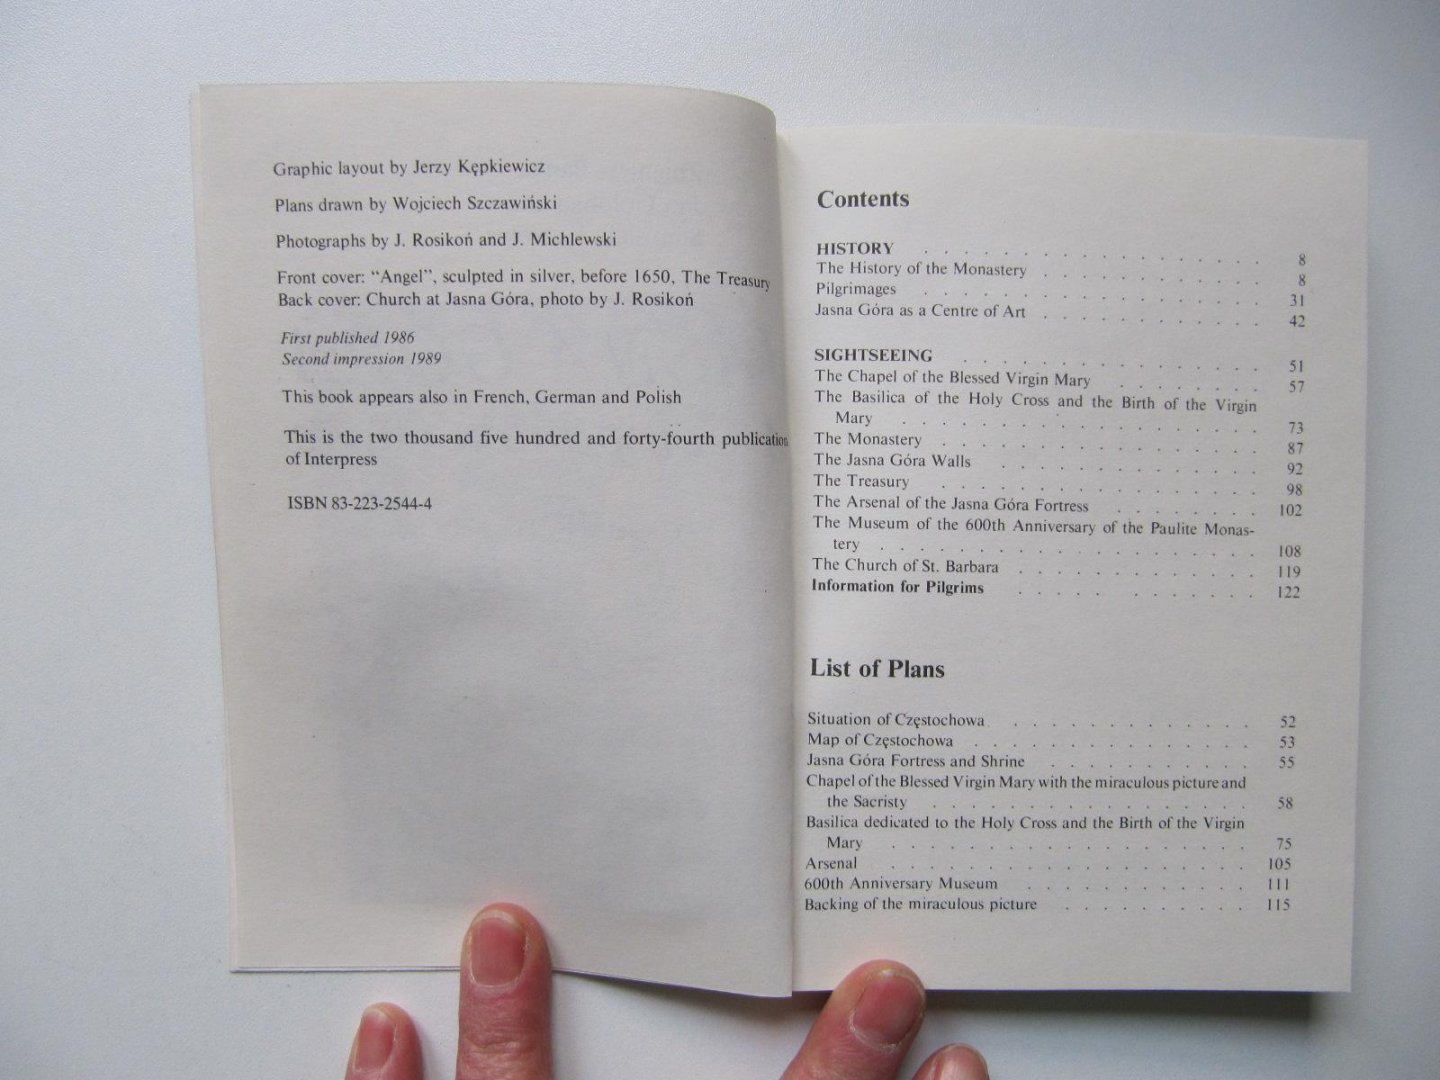 Graphic layout by Jerzy Kępkiewicz
Plans drawn by Wojciech Szczawiński
Photographs by J. Rosikoń and J. Michlewski
Front cover: “Angel”, sculpted in silver, before 1650, The Treasury
Back cover: Church at Jasna Góra, photo by J. Rosikoń
First published 1986
Second impression 1989
This book appears also in French, German and Polish
This is the two thousand five hundred and forty-fourth publication
of Interpress
ISBN 83-223-2544-4
Contents
HISTORY . . . . . . . . . . . . . . . . . 8
The History of the Monastery . . . . . . . . . . . 8
Pilgrimages . . . . . . . . . . . . . . . . . 31
Jasna Góra as a Centre of Art . . . . . . . . . . . . 42
SIGHTSEEING . . . . . . . . . . . . . . . 51
The Chapel of the Blessed Virgin Mary . . . . . . . . 57
The Basilica of the Holy Cross and the Birth of the Virgin
Mary . . . . . . . . . . . . . . . . . . 73
The Monastery . . . . . . . . . . . . . . . . 87
The Jasna Góra Walls . . . . . . . . . . . . . 92
The Treasury . . . . . . . . . . . . . . . . 98
The Arsenal of the Jasna Góra Fortress . . . . . . . . 102
The Museum of the 600th Anniversary of the Paulite Monas-
tery . . . . . . . . . . . . . . . . . . . 108
The Church of St. Barbara . . . . . . . . . . . . . 119
Information for Pilgrims . . . . . . . . . . . . 122
List of Plans
Situation of Częstochowa . . . . . . . . . . . . . 52
Map of Częstochowa . . . . . . . . . . . . . . . 53
Jasna Góra Fortress and Shrine . . . . . . . . . . . 55
Chapel of the Blessed Virgin Mary with the miraculous picture and
the Sacristy . . . . . . . . . . . . . . . . . 58
Basilica dedicated to the Holy Cross and the Birth of the Virgin
Mary . . . . . . . . . . . . . . . . . . . 75
Arsenal . . . . . . . . . . . . . . . . . . . 105
600th Anniversary Museum . . . . . . . . . . . . 111
Backing of the miraculous picture . . . . . . . . . . 115